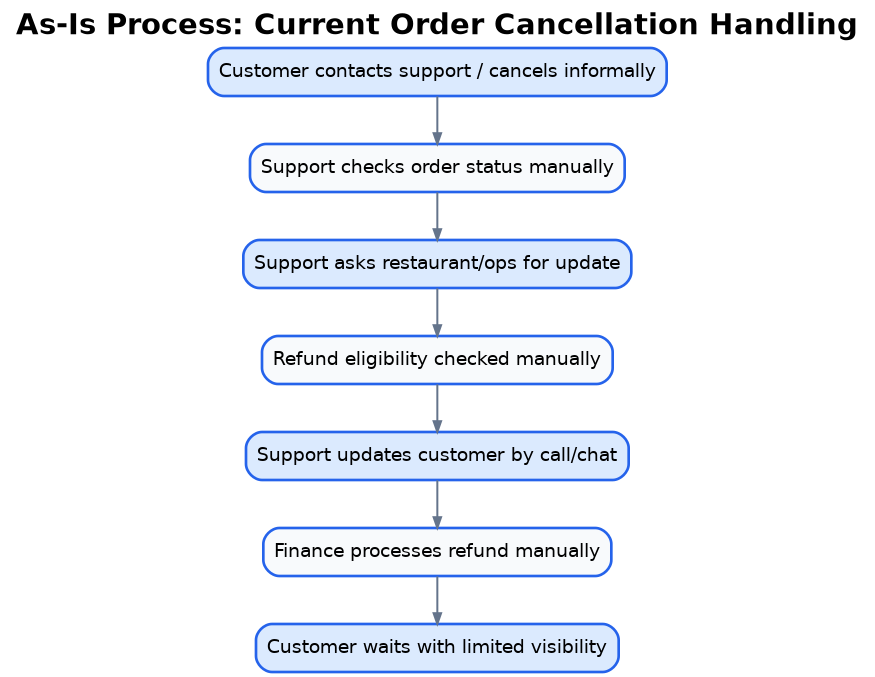 As-Is Process: Current Order Cancellation Handling
Customer contacts support / cancels informally
Support checks order status manually
Support asks restaurant/ops for update
Refund eligibility checked manually
Support updates customer by call/chat
Finance processes refund manually
Customer waits with limited visibility